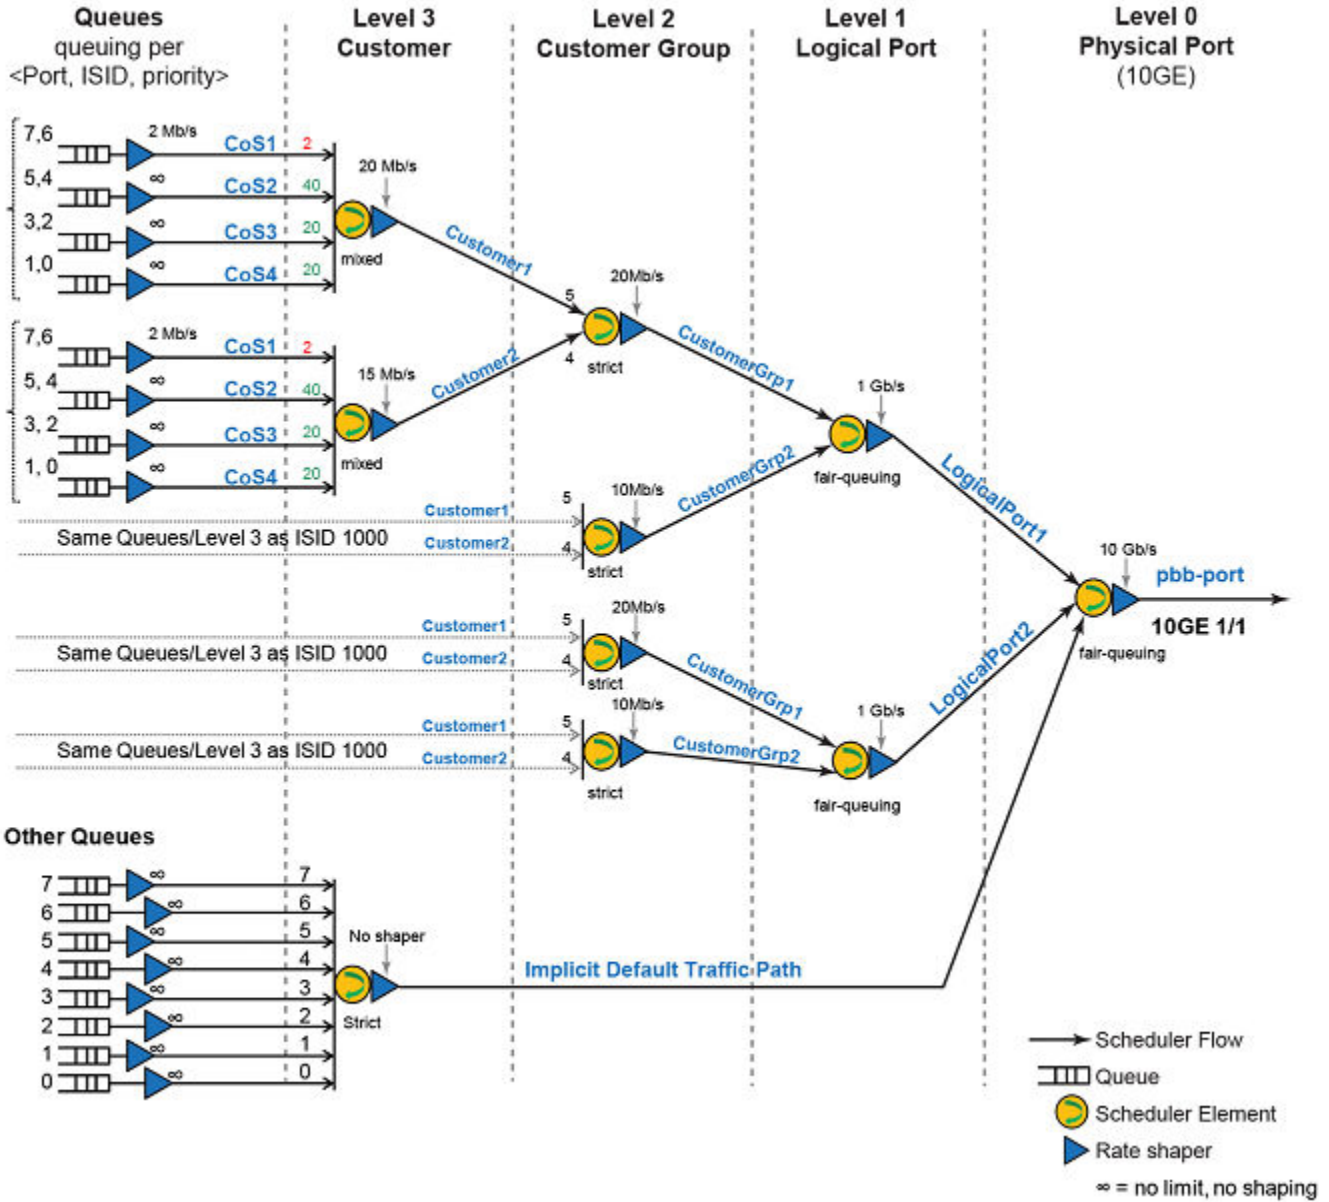 Queues
queuing per
<Port, ISID, priority>
Level 3
Customer
Level 2
Customer Group
Level 1
Logical Port
Level 0
Physical Port
(10GE)
7,6
2 Mb/s
CoS1
2
5,4
∞
CoS2
40
3,2
∞
CoS3
20
1,0
∞
CoS4
20
20 Mb/s
mixed
Customer1
7,6
2 Mb/s
CoS1
2
5, 4
∞
CoS2
40
3, 2
∞
CoS3
20
1, 0
∞
CoS4
20
15 Mb/s
mixed
Customer2
5
4
20Mb/s
strict
CustomerGrp1
Customer1
Same Queues/Level 3 as ISID 1000
Customer2
5
4
10Mb/s
strict
CustomerGrp2
1 Gb/s
fair-queuing
LogicalPort1
Customer1
Same Queues/Level 3 as ISID 1000
Customer2
5
4
20Mb/s
strict
CustomerGrp1
Customer1
Same Queues/Level 3 as ISID 1000
Customer2
5
4
10Mb/s
strict
CustomerGrp2
1 Gb/s
fair-queuing
LogicalPort2
10 Gb/s
pbb-port
10GE 1/1
fair-queuing
Other Queues
7 ∞ 7
6 ∞ 6
5 ∞ 5
4 ∞ 4
3 ∞ 3
2 ∞ 2
1 ∞ 1
0 ∞ 0
No shaper
Strict
Implicit Default Traffic Path
Scheduler Flow
Queue
Scheduler Element
Rate shaper
∞ = no limit, no shaping